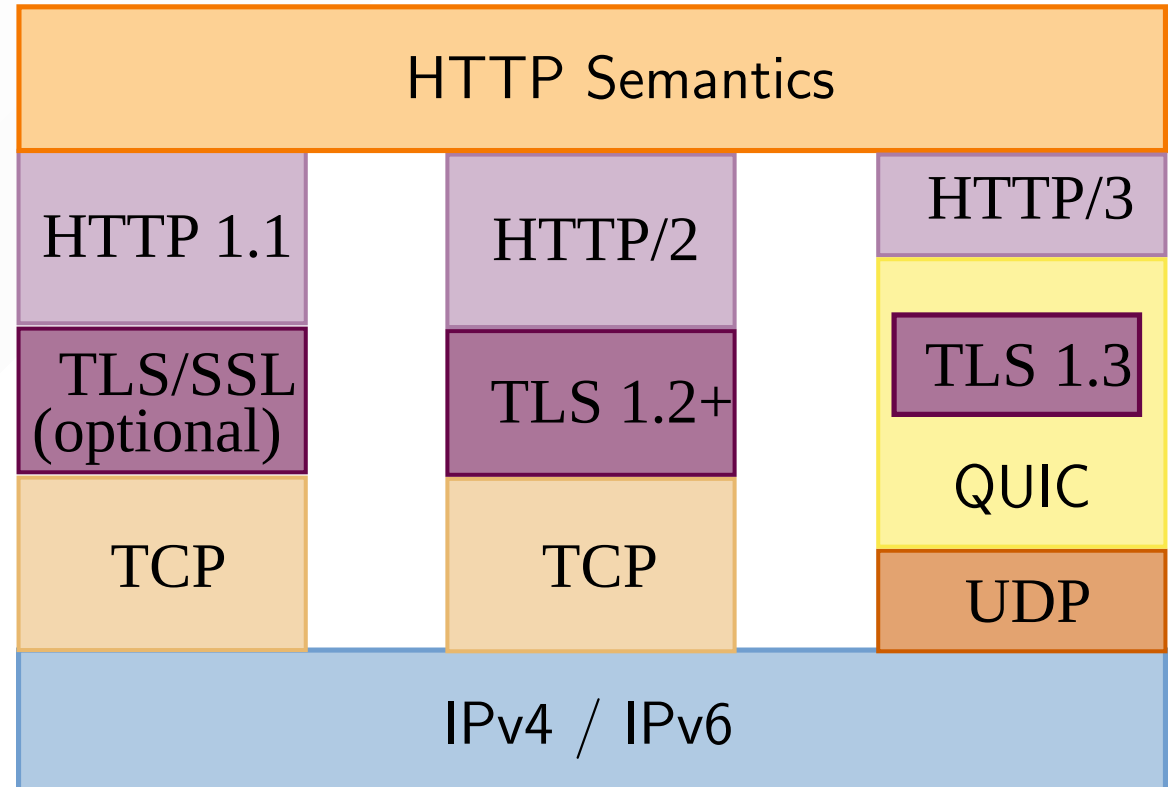 HTTP Semantics
HTTP 1.1
TLS/SSL
(optional)
TCP
HTTP/2
TLS 1.2+
TCP
HTTP/3
TLS 1.3
QUIC
UDP
IPv4 / IPv6